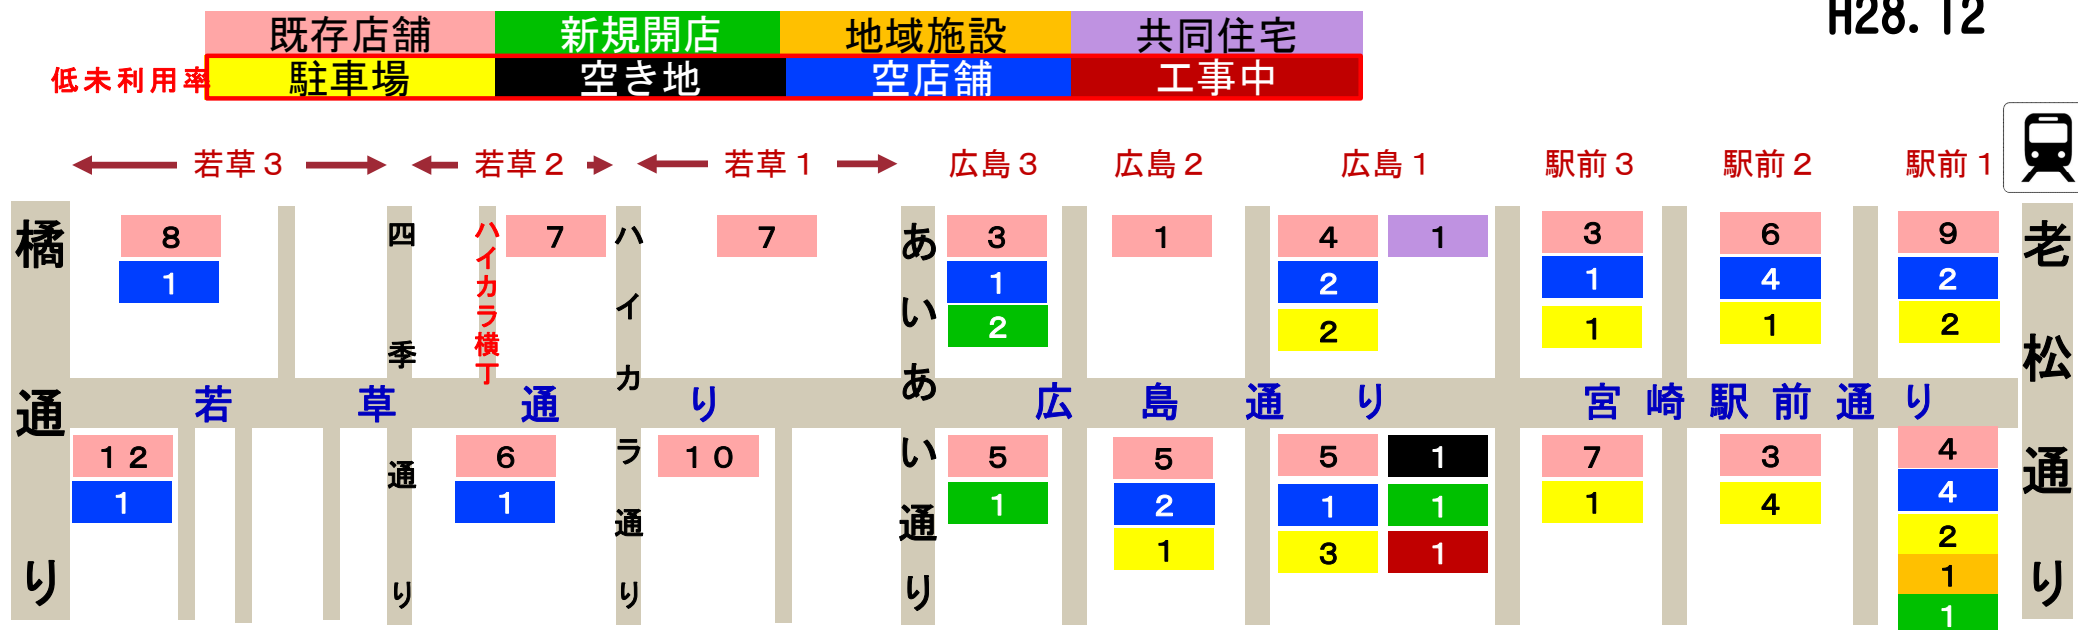 H28.12
既存店舗 新規開店 地域施設 共同住宅
低未利用率 駐車場 空き地 空店舗 工事中
若草3 若草2 若草1 広島3 広島2 広島1 駅前3 駅前2 駅前1
橘通り
四季通り
ハイカラ横丁
ハイカラ通り
あいあい通り
老松通り
8 7 7 3 1 4 1 3 6 9
1 1 2 1 4 2
2 2 1 1 2
若草通り 広島通り 宮崎駅前通り
12 6 10 5 5 5 1 7 3 4
1 1 1 2 1 1 1 4 4
1 3 1 2
1
1